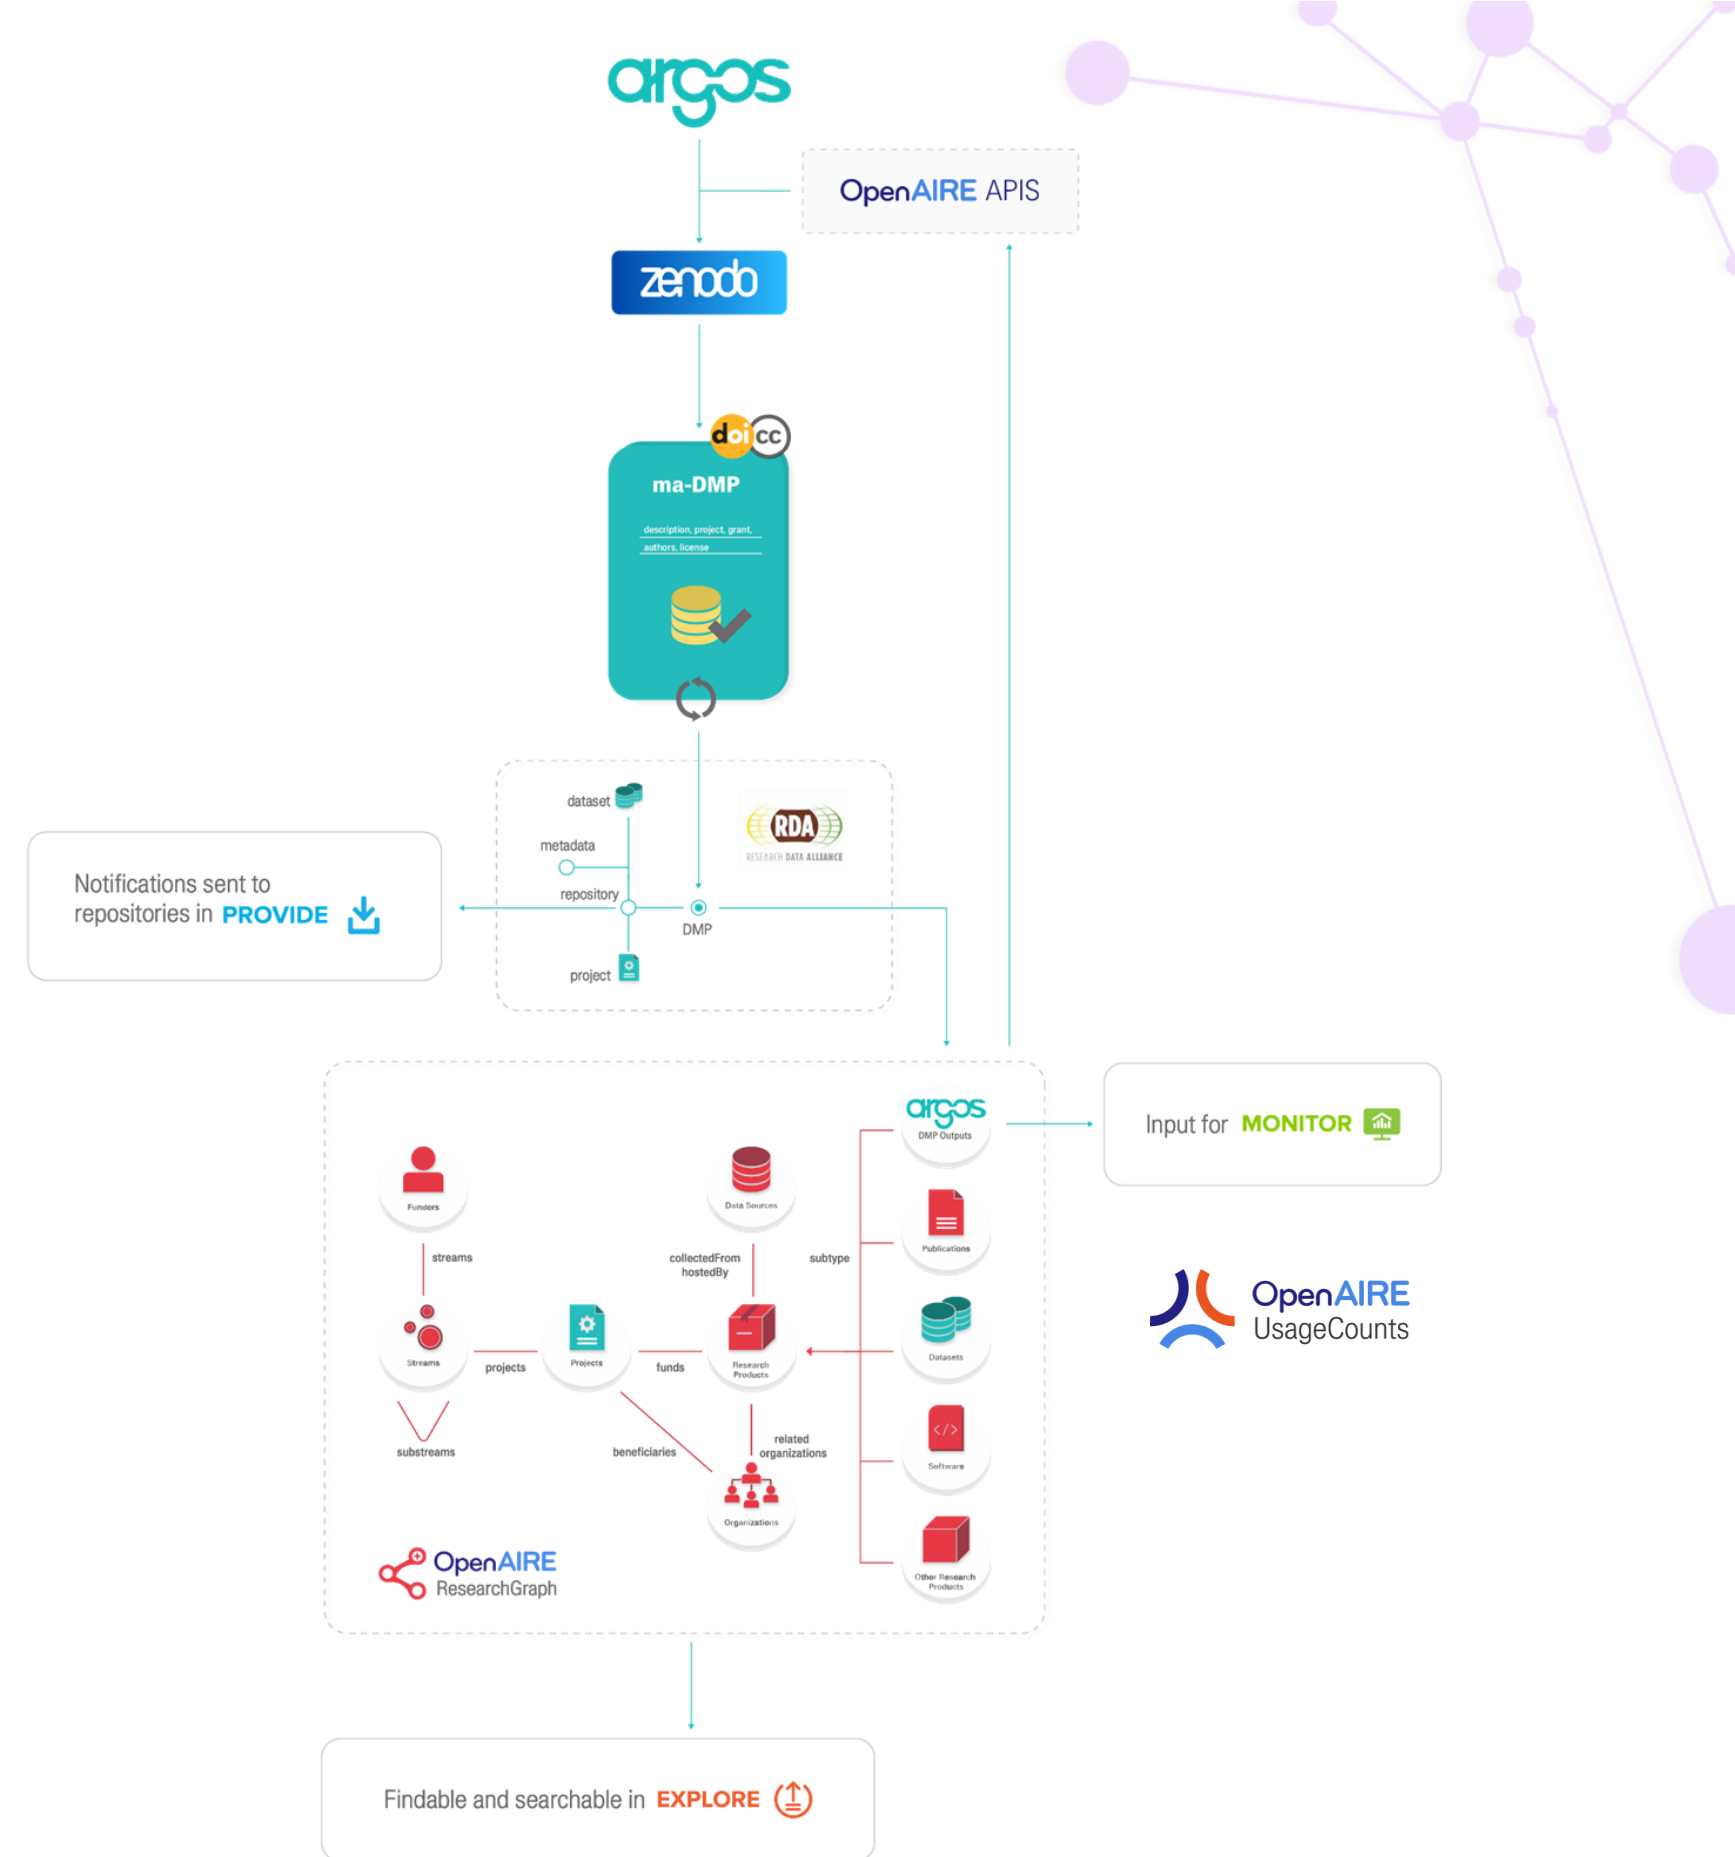 argos
OpenAIRE APIS
zenodo
doi cc
ma-DMP
description, project, grant,
authors, license
dataset
metadata
repository
DMP
project
RDA
RESEARCH DATA ALLIANCE
Notifications sent to
repositories in PROVIDE
argos
DMP Outputs
Input for MONITOR
Funders
Data Sources
Publications
streams
collectedFrom
hostedBy
subtype
Streams
projects
Projects
funds
Research
Products
Datasets
OpenAIRE
UsageCounts
substreams
beneficiaries
related
organizations
Organizations
</>
Software
Other Research
Products
OpenAIRE
ResearchGraph
Findable and searchable in EXPLORE